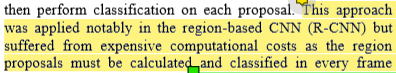 then perform classification on each proposal. This approach
was applied notably in the region-based CNN (R-CNN) but
suffered from expensive computational costs as the region
proposals must be calculated and classified in every frame